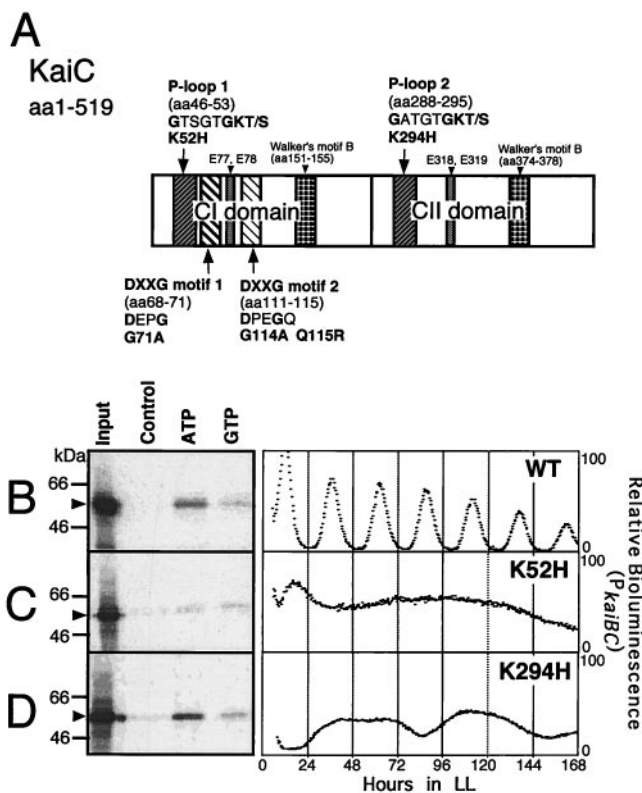 A
KaiC
aa1-519
P-loop 1
(aa46-53)
GTSGTGKT/S
K52H
E77, E78
Walker's motif B
(aa151-155)
P-loop 2
(aa288-295)
GATGTGKT/S
K294H
E318, E319
Walker's motif B
(aa374-378)
CI domain
CII domain
DXXG motif 1
(aa68-71)
DEPG
G71A
DXXG motif 2
(aa111-115)
DPEGQ
G114A Q115R
Input
Control
ATP
GTP
kDa
B
66
46
WT
100
0
C
66
46
K52H
100
0
D
66
46
K294H
100
0
Relative Bioluminescence
(PkaiBC)
0 24 48 72 96 120 144 168
Hours in LL